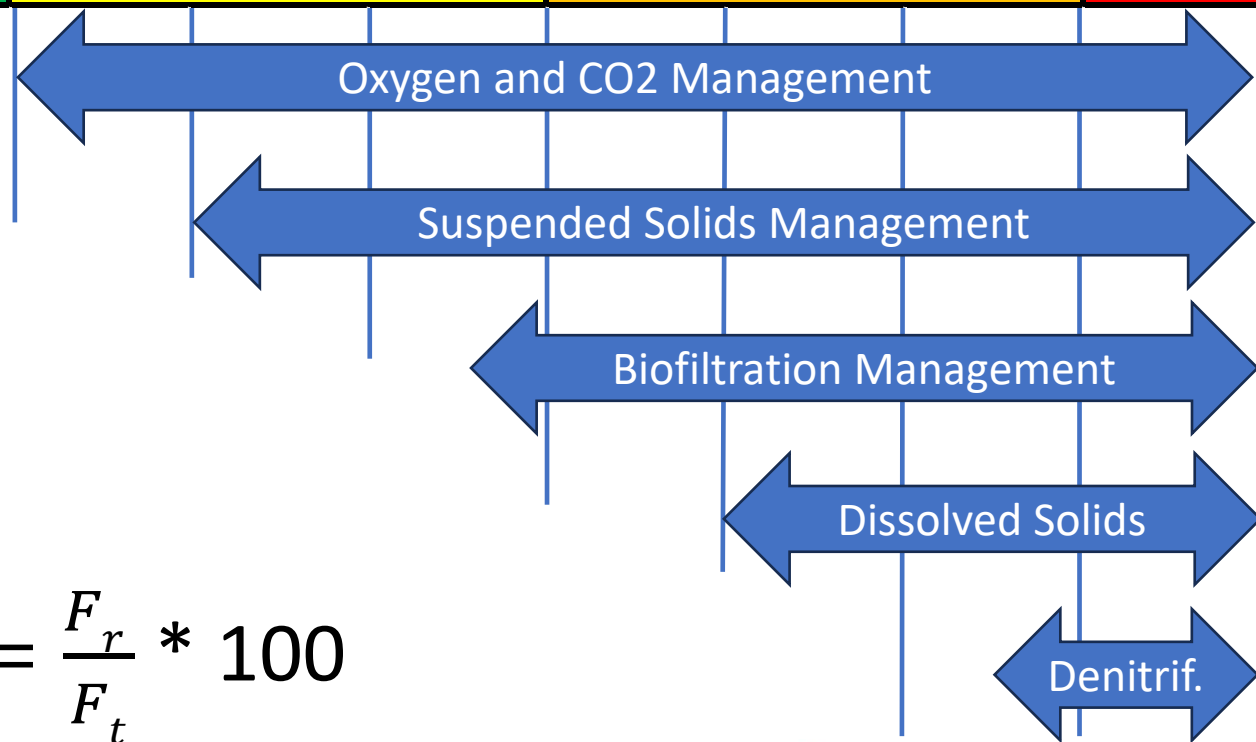 Oxygen and CO2 Management
Suspended Solids Management
Biofiltration Management
Dissolved Solids
Denitrif.
= F_r / F_t * 100